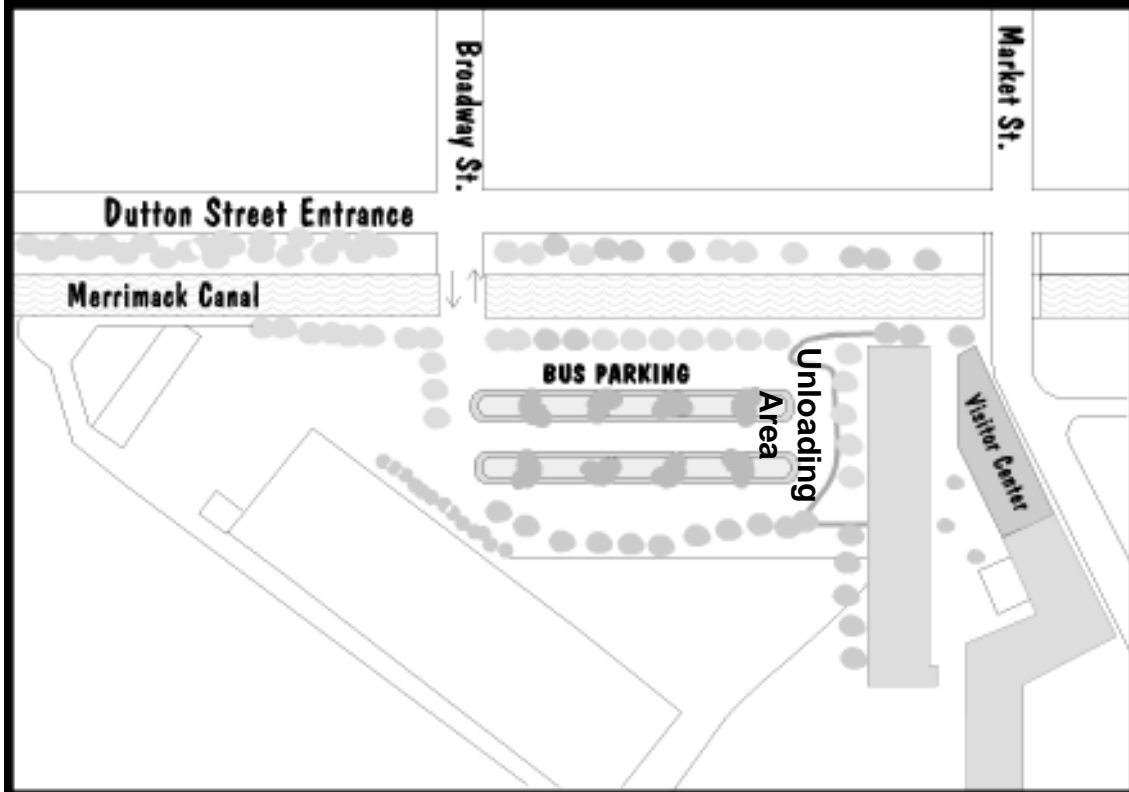 Broadway St.
Market St.
Dutton Street Entrance
Merrimack Canal
BUS PARKING
Unloading
Area
Visitor Center